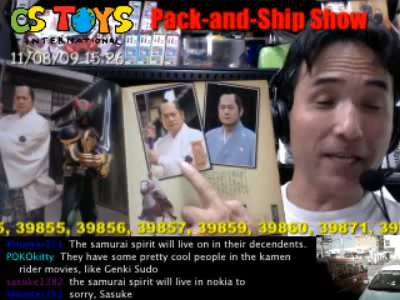 CS TOYS
INTERNATIONAL
Pack-and-Ship Show
11/08/09 15:26
5, 39855, 39856, 39857, 39859, 39860, 39871, 39
The samurai spirit will live on in their decendents.
POKOkitty They have some pretty cool people in the kamen
rider movies, like Genki Sudo
sasuke1382 the samurai spirit will live in nokia to
sorry, Sasuke